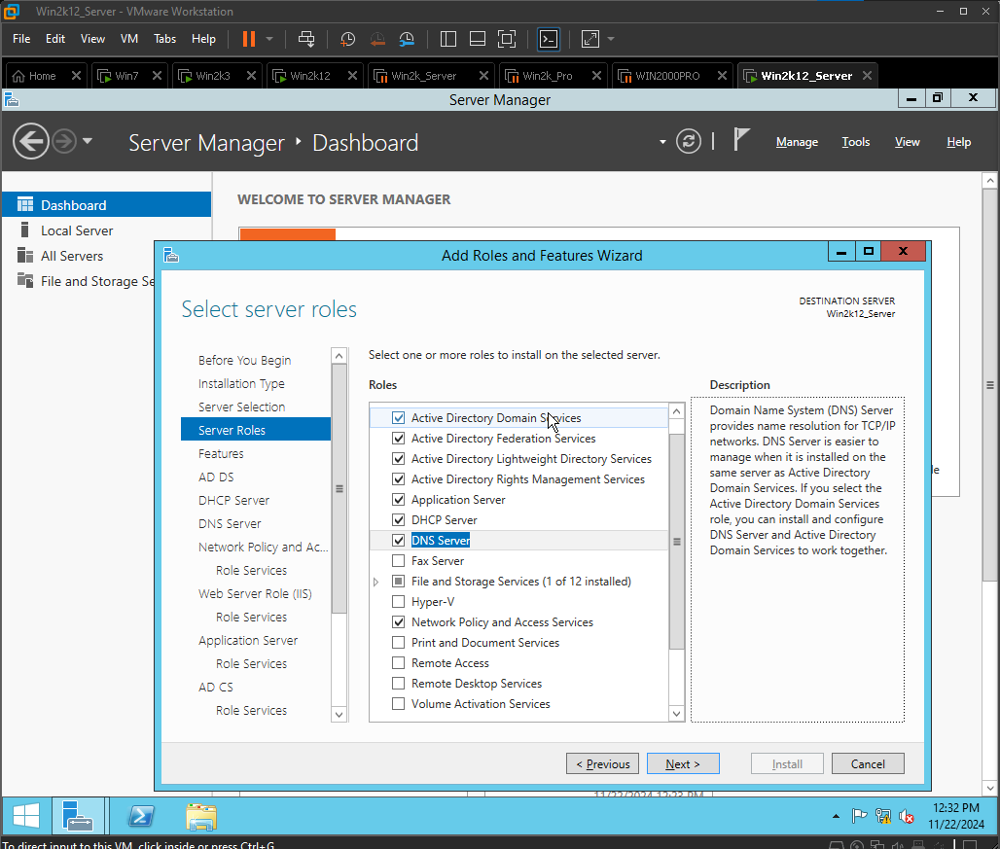 Win2k12_Server - VMware Workstation
File Edit View VM Tabs Help
Home Win7 Win2k3 Win2k12 Win2k_Server Win2k_Pro WIN2000PRO Win2k12_Server
Server Manager
Server Manager Dashboard Manage Tools View Help
Dashboard
Local Server
All Servers
File and Storage Se
WELCOME TO SERVER MANAGER
Add Roles and Features Wizard
Select server roles
DESTINATION SERVER
Win2k12_Server
Before You Begin
Installation Type
Server Selection
Server Roles
Features
AD DS
DHCP Server
DNS Server
Network Policy and Ac...
Role Services
Web Server Role (IIS)
Role Services
Application Server
Role Services
AD CS
Role Services
Select one or more roles to install on the selected server.
Roles
Active Directory Domain Services
Active Directory Federation Services
Active Directory Lightweight Directory Services
Active Directory Rights Management Services
Application Server
DHCP Server
DNS Server
Fax Server
File and Storage Services (1 of 12 installed)
Hyper-V
Network Policy and Access Services
Print and Document Services
Remote Access
Remote Desktop Services
Volume Activation Services
Description
Domain Name System (DNS) Server
provides name resolution for TCP/IP
networks. DNS Server is easier to
manage when it is installed on the
same server as Active Directory
Domain Services. If you select the
Active Directory Domain Services
role, you can install and configure
DNS Server and Active Directory
Domain Services to work together.
le
< Previous Next > Install Cancel
11/22/2024 12:23 PM
12:32 PM
11/22/2024
To direct input to this VM, click inside or press Ctrl+G.